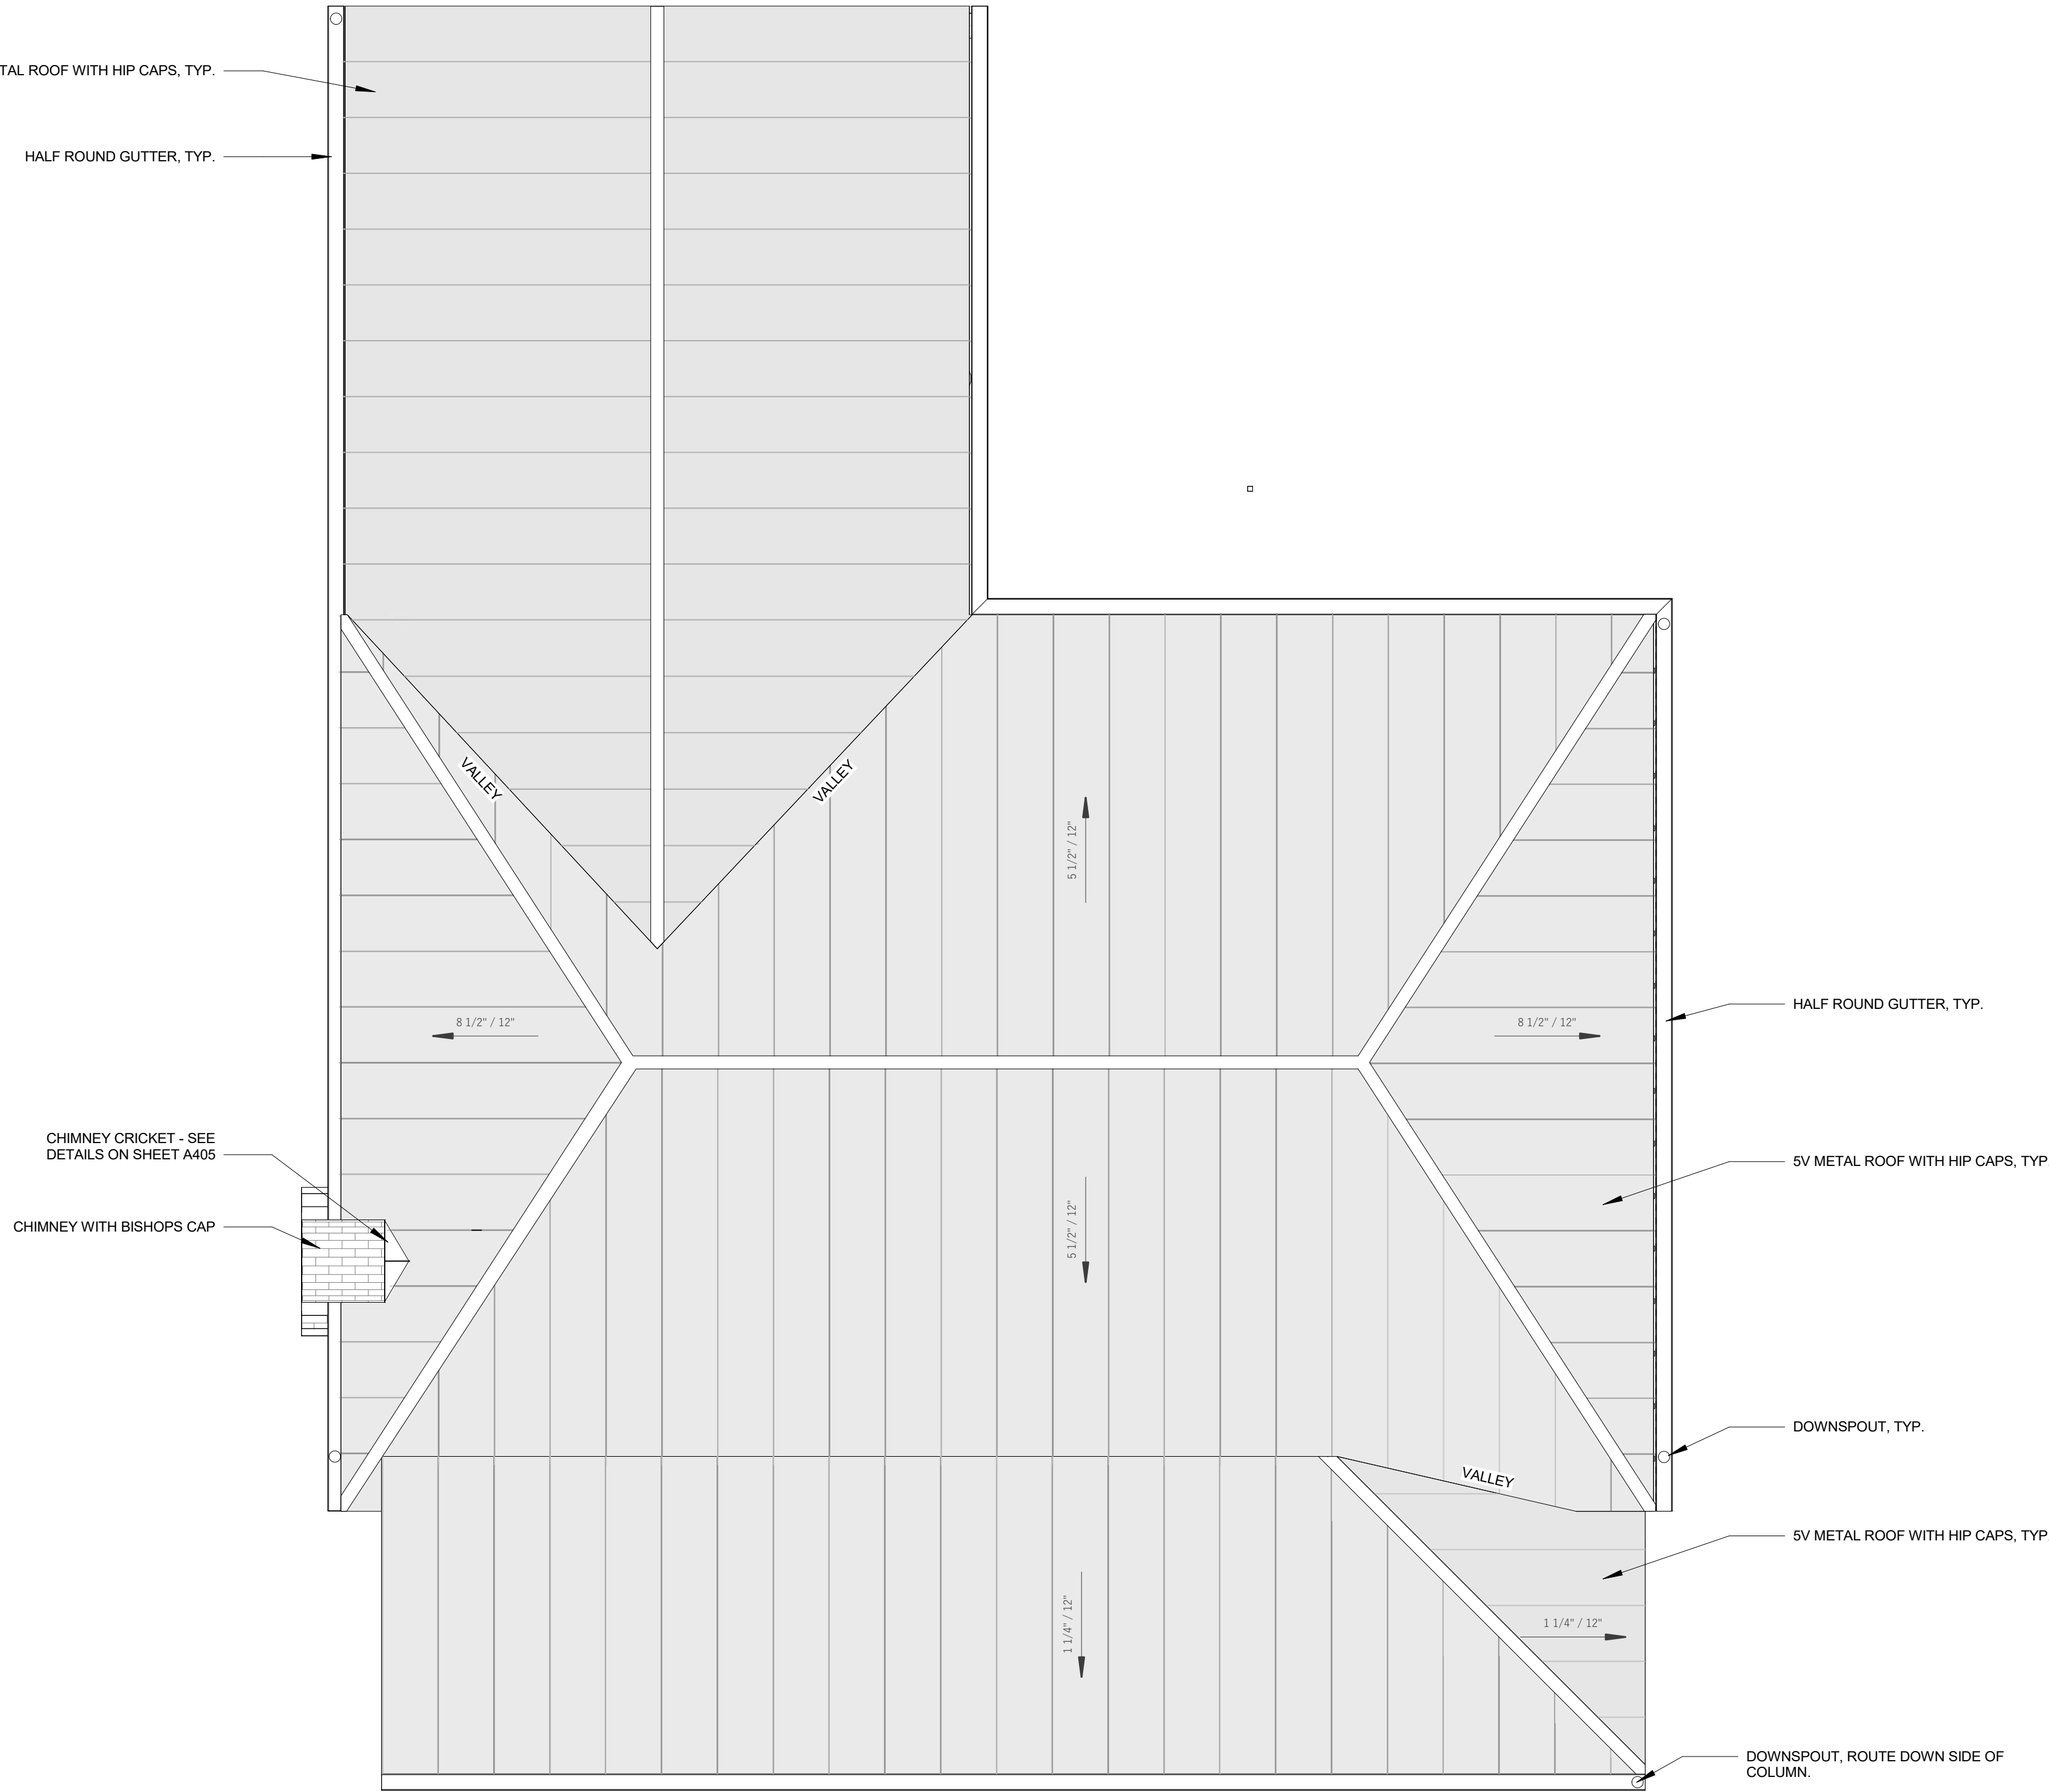 TAL ROOF WITH HIP CAPS, TYP.
HALF ROUND GUTTER, TYP.
VALLEY
VALLEY
5 1/2" / 12"
8 1/2" / 12"
8 1/2" / 12"
HALF ROUND GUTTER, TYP.
CHIMNEY CRICKET - SEE
DETAILS ON SHEET A405
5V METAL ROOF WITH HIP CAPS, TYP.
CHIMNEY WITH BISHOPS CAP
5 1/2" / 12"
DOWNSPOUT, TYP.
VALLEY
5V METAL ROOF WITH HIP CAPS, TYP
1 1/4" / 12"
1 1/4" / 12"
DOWNSPOUT, ROUTE DOWN SIDE OF
COLUMN.